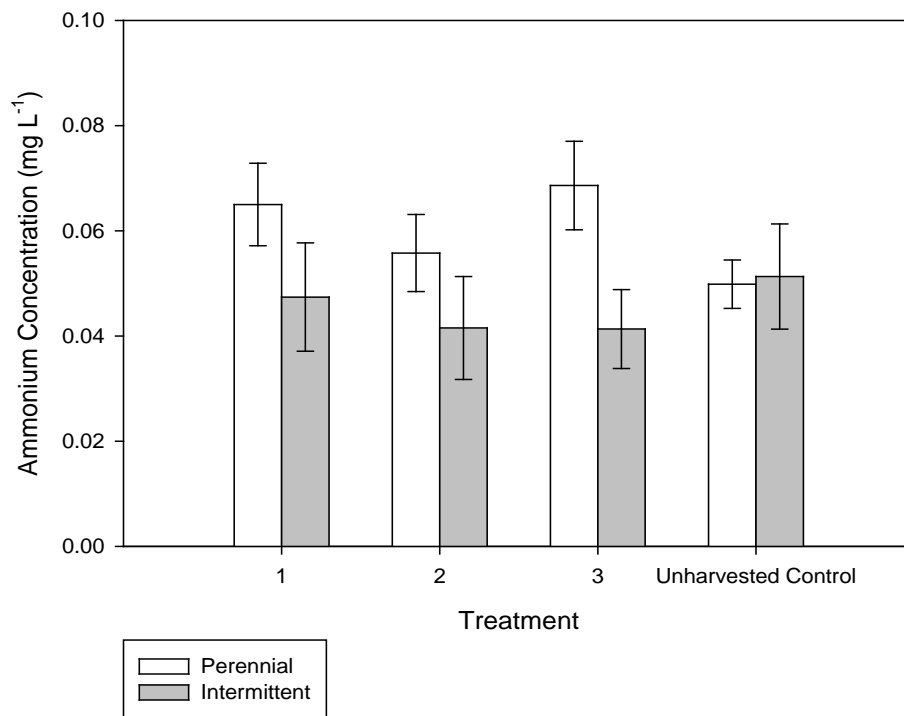 Ammonium Concentration (mg L⁻¹)
0.10
0.08
0.06
0.04
0.02
0.00
1 2 3 Unharvested Control
Treatment
Perennial
Intermittent